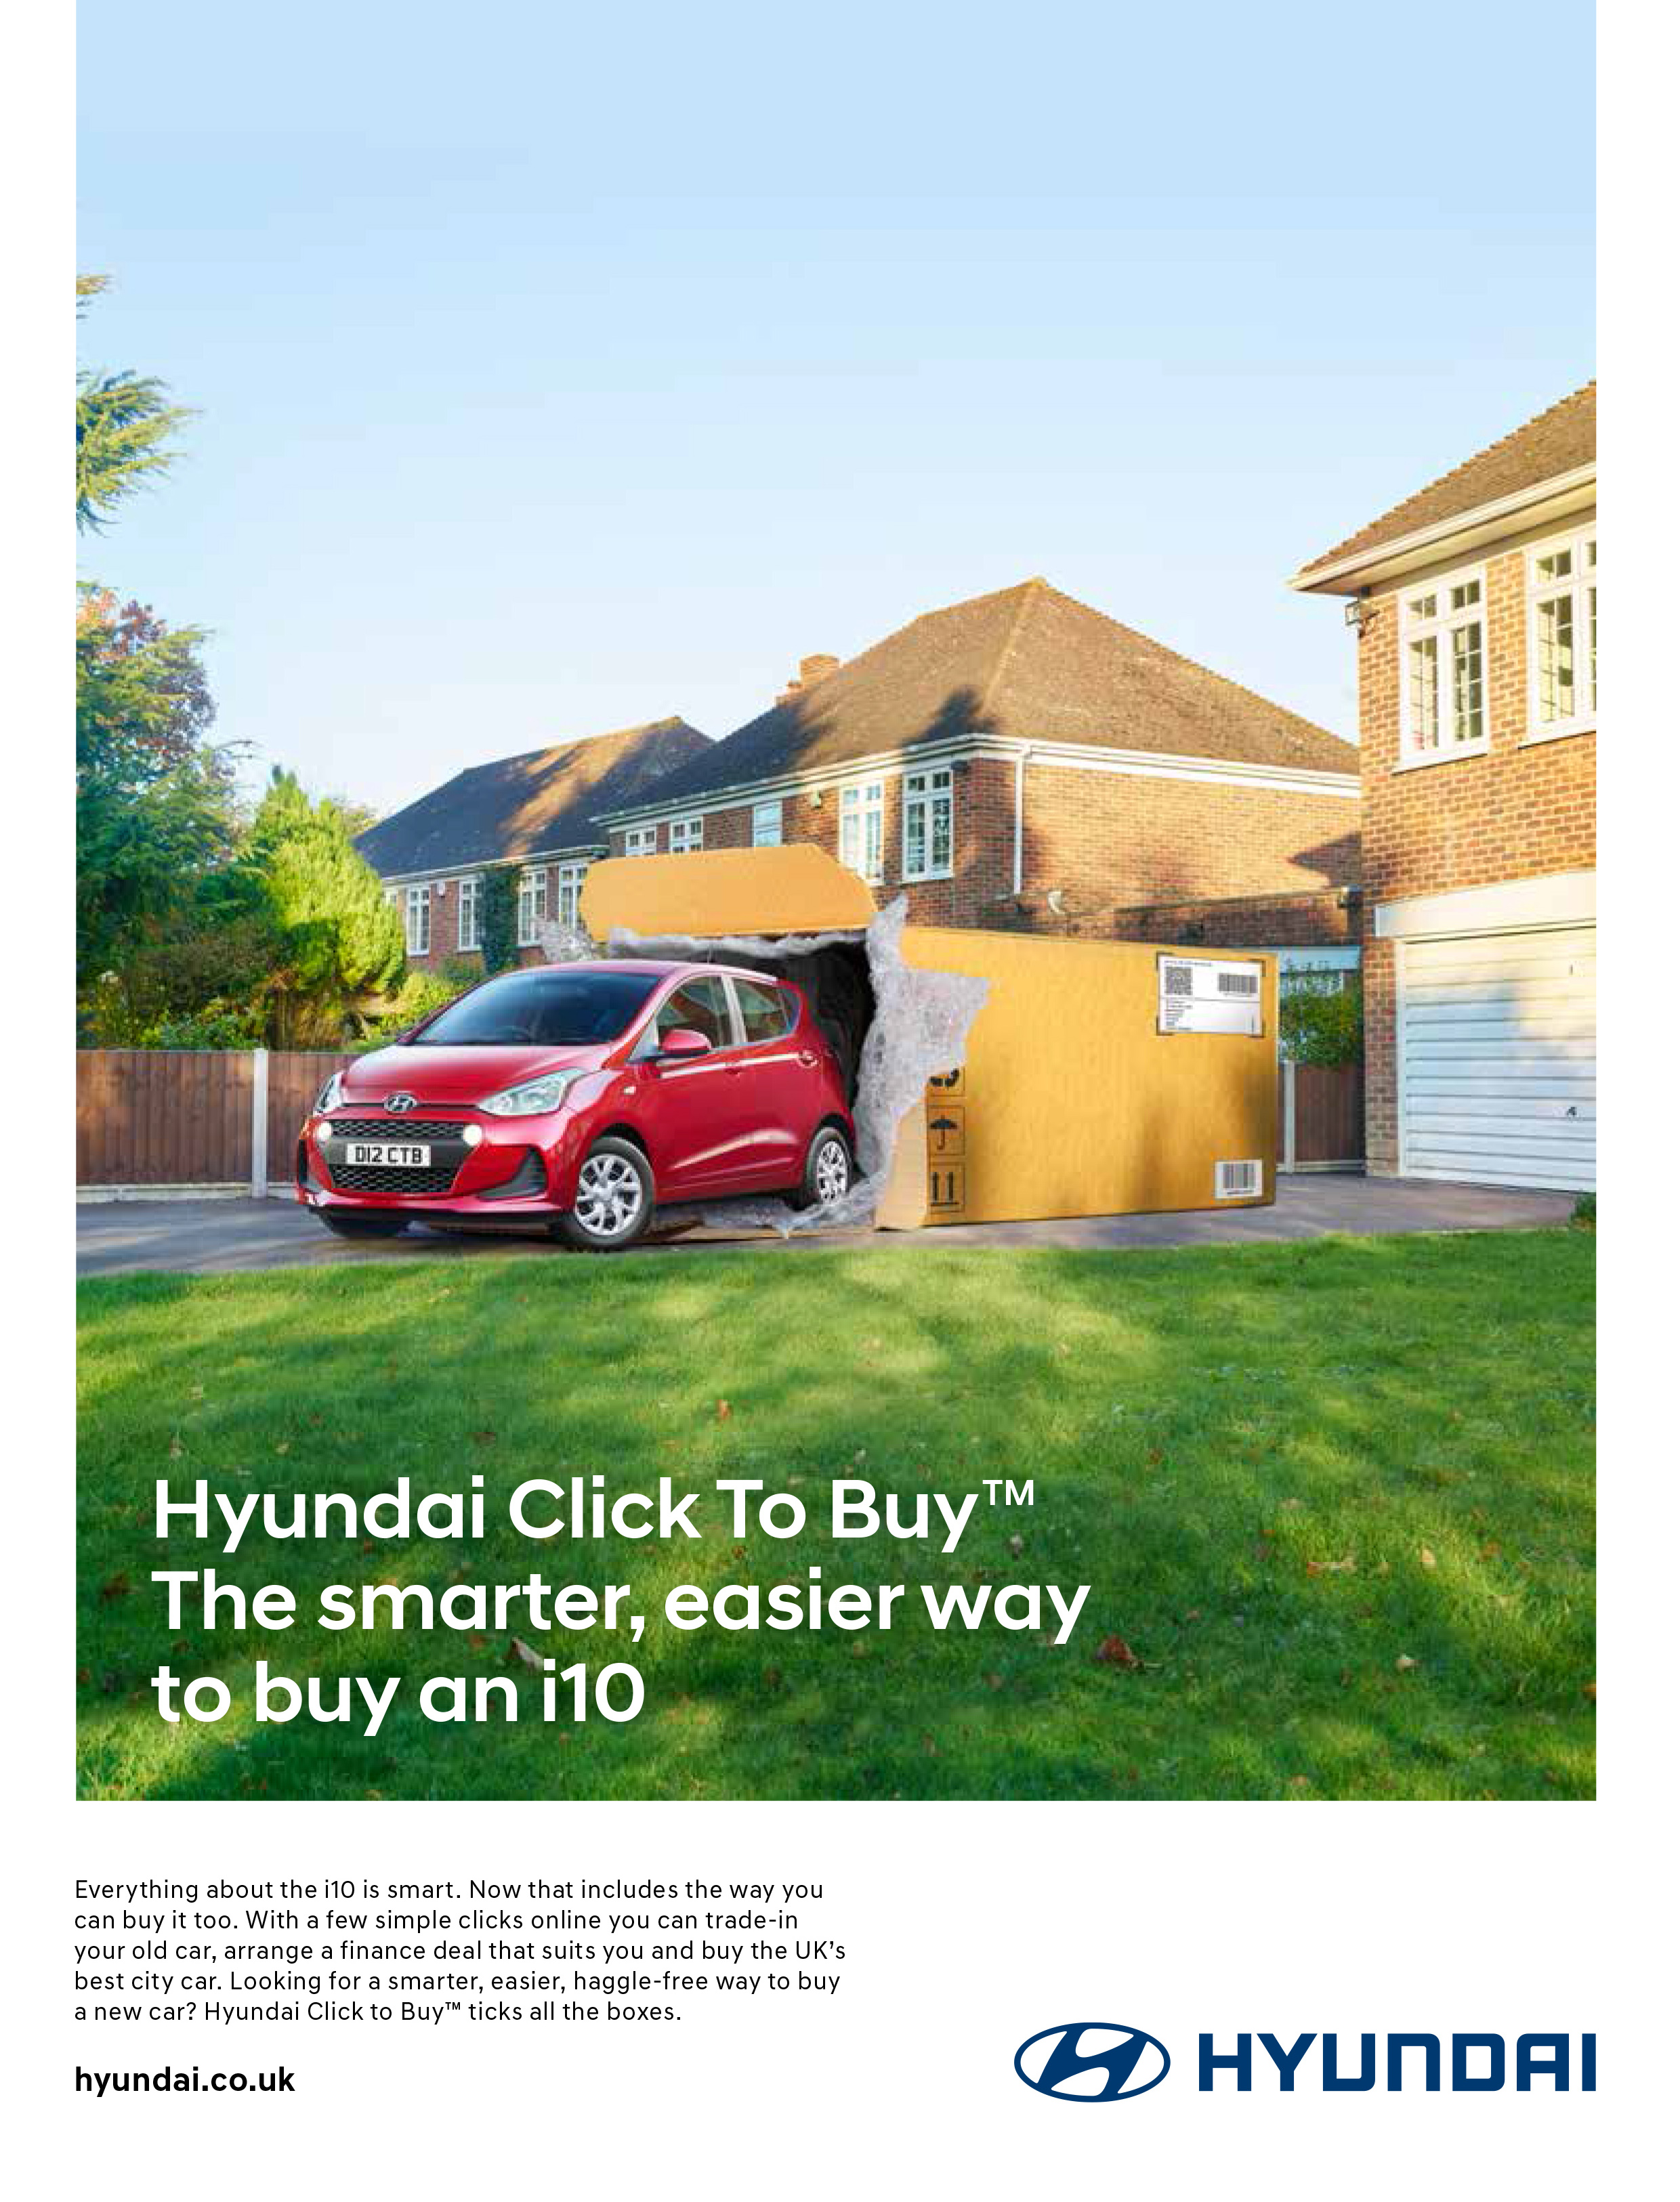 D12 CTB
Hyundai Click To Buy™
The smarter, easier way
to buy an i10
Everything about the i10 is smart. Now that includes the way you
can buy it too. With a few simple clicks online you can trade-in
your old car, arrange a finance deal that suits you and buy the UK’s
best city car. Looking for a smarter, easier, haggle-free way to buy
a new car? Hyundai Click to Buy™ ticks all the boxes.
hyundai.co.uk
HYUNDAI